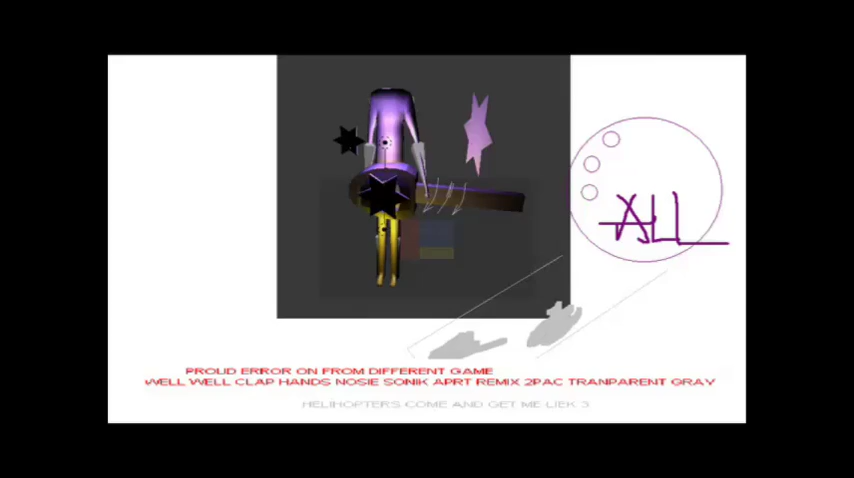 ALL
PROUD ERROR ON FROM DIFFERENT GAME
WELL WELL CLAP HANDS NOSIE SONIK APRT REMIX 2PAC TRANPARENT GRAY
HELIHOPTERS COME AND GET ME LIEK 3